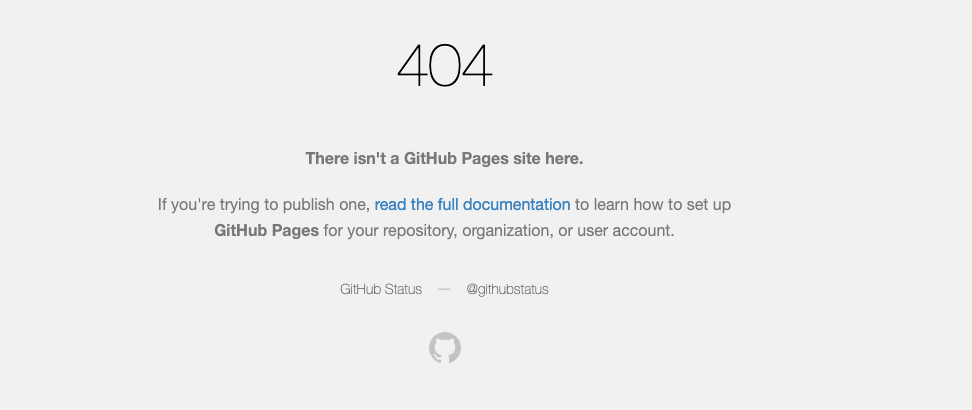 404
There isn't a GitHub Pages site here.
If you're trying to publish one, read the full documentation to learn how to set up
GitHub Pages for your repository, organization, or user account.
GitHub Status — @githubstatus